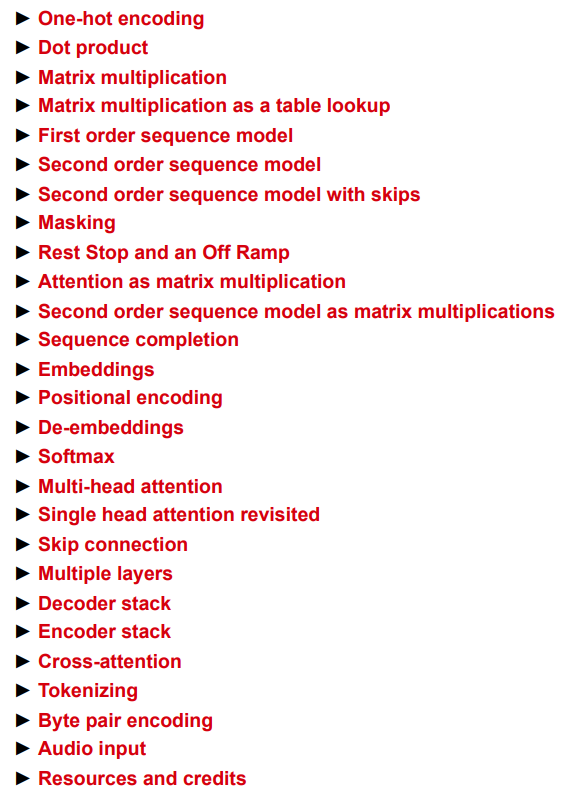 ► One-hot encoding
► Dot product
► Matrix multiplication
► Matrix multiplication as a table lookup
► First order sequence model
► Second order sequence model
► Second order sequence model with skips
► Masking
► Rest Stop and an Off Ramp
► Attention as matrix multiplication
► Second order sequence model as matrix multiplications
► Sequence completion
► Embeddings
► Positional encoding
► De-embeddings
► Softmax
► Multi-head attention
► Single head attention revisited
► Skip connection
► Multiple layers
► Decoder stack
► Encoder stack
► Cross-attention
► Tokenizing
► Byte pair encoding
► Audio input
► Resources and credits